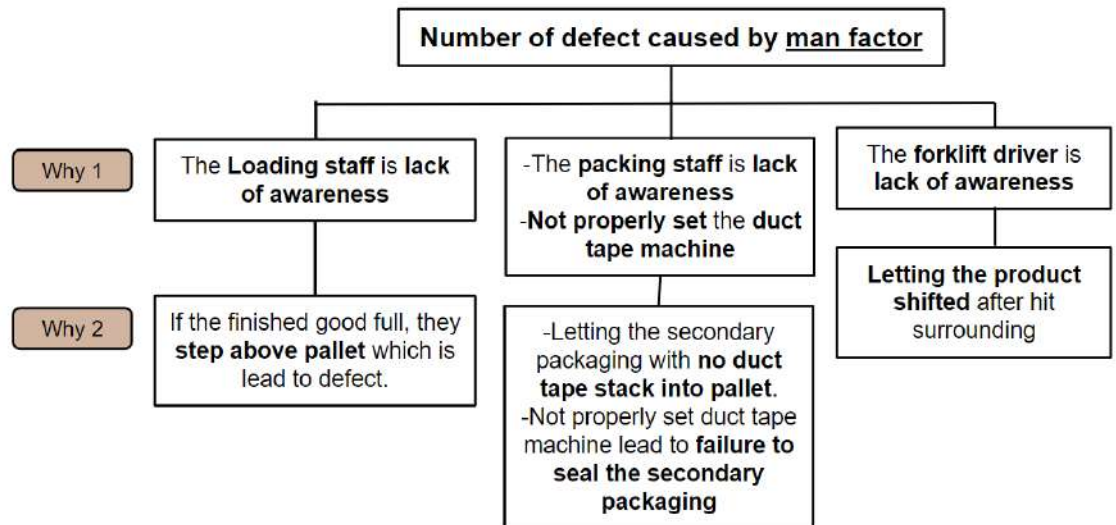 Number of defect caused by man factor
Why 1
The Loading staff is lack
of awareness
-The packing staff is lack
of awareness
-Not properly set the duct
tape machine
The forklift driver is
lack of awareness
Why 2
If the finished good full, they
step above pallet which is
lead to defect.
-Letting the secondary
packaging with no duct
tape stack into pallet.
-Not properly set duct tape
machine lead to failure to
seal the secondary
packaging
Letting the product
shifted after hit
surrounding